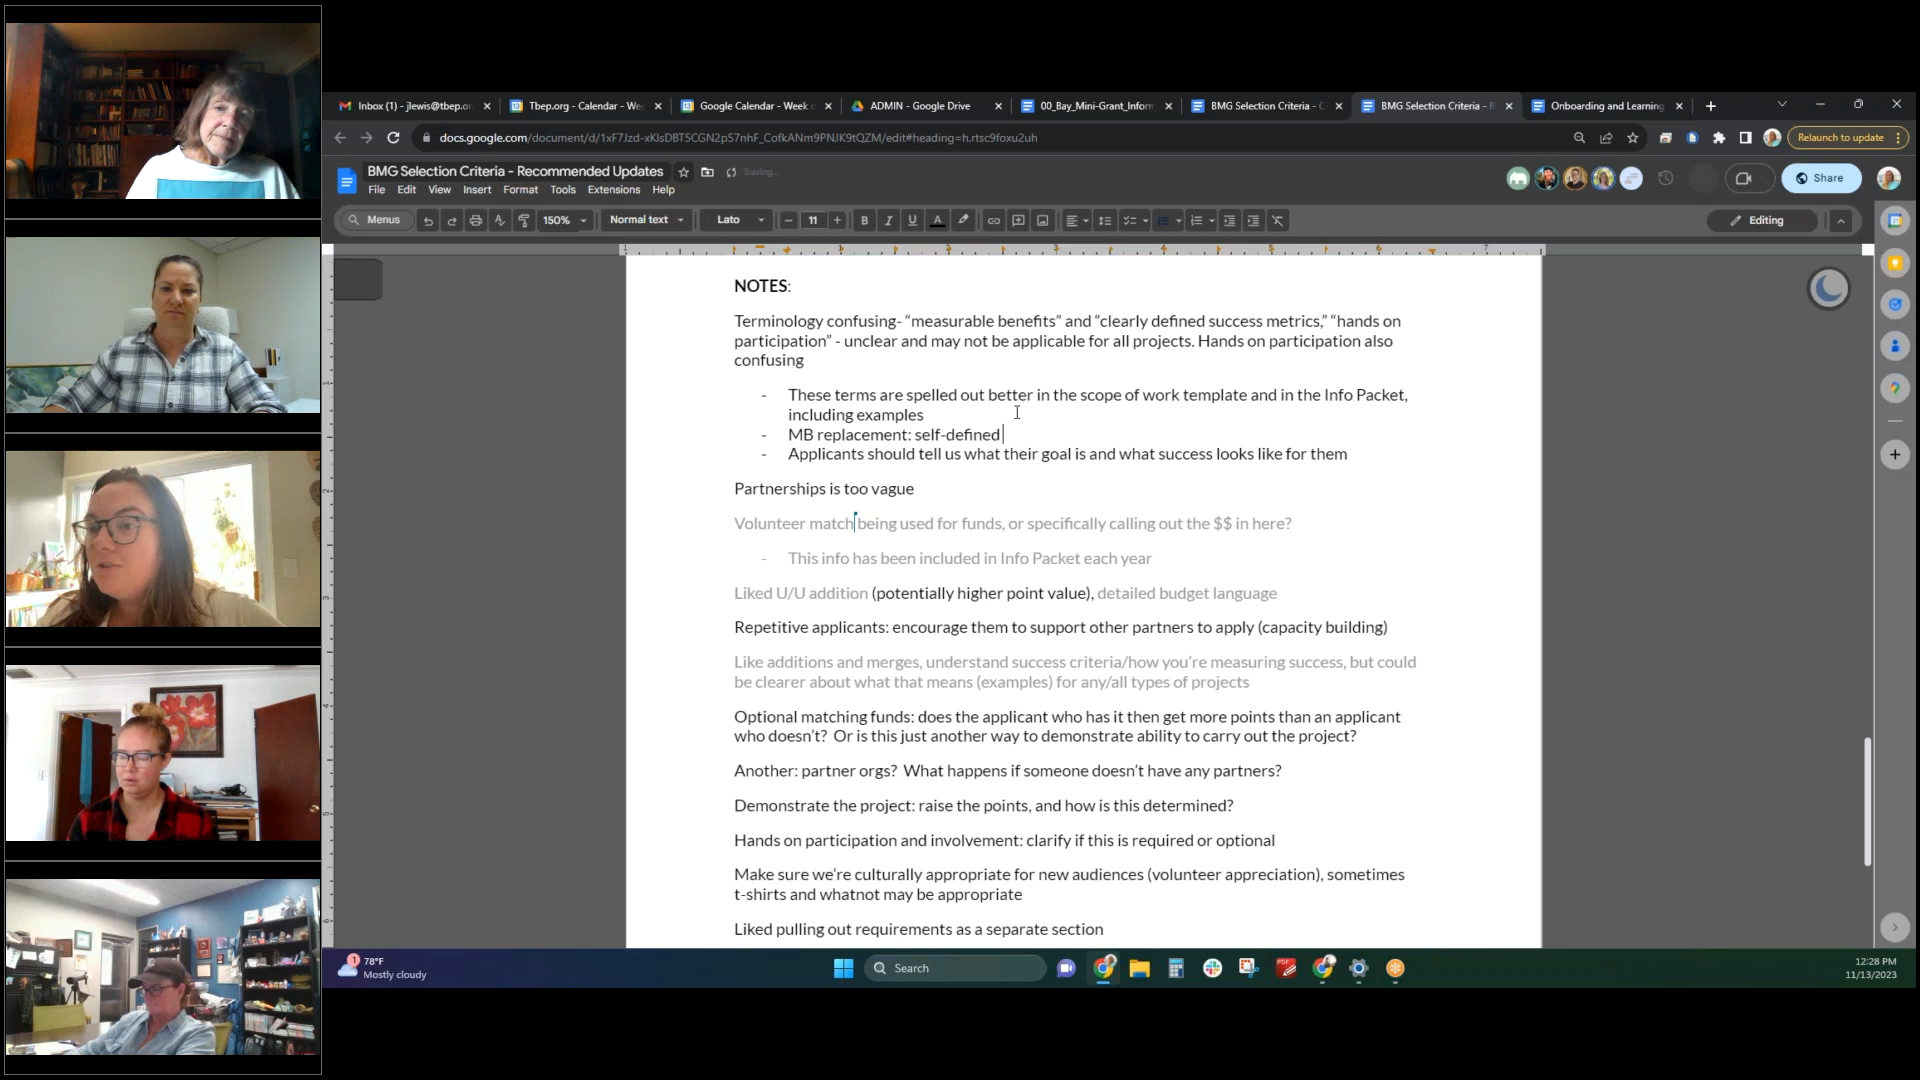 Inbox (1) - jlewis@tbep.or
Tbep.org - Calendar - We
Google Calendar - Week
ADMIN - Google Drive
00_Bay_Mini-Grant_Inform
BMG Selection Criteria - C
BMG Selection Criteria - R
Onboarding and Learning
docs.google.com/document/d/1xF7Jzd-xKlsDBT5CGN2p57nhF_CofkANm9PNJK9tQZM/edit#heading=h.rtsc9foxu2uh
Relaunch to update
BMG Selection Criteria - Recommended Updates
Saving...
File Edit View Insert Format Tools Extensions Help
Share
Menus
150%
Normal text
Lato
11
Editing
NOTES:
Terminology confusing- “measurable benefits” and “clearly defined success metrics,” “hands on
participation” - unclear and may not be applicable for all projects. Hands on participation also
confusing
- These terms are spelled out better in the scope of work template and in the Info Packet,
including examples
- MB replacement: self-defined
- Applicants should tell us what their goal is and what success looks like for them
Partnerships is too vague
Volunteer match being used for funds, or specifically calling out the $$ in here?
- This info has been included in Info Packet each year
Liked U/U addition (potentially higher point value), detailed budget language
Repetitive applicants: encourage them to support other partners to apply (capacity building)
Like additions and merges, understand success criteria/how you’re measuring success, but could
be clearer about what that means (examples) for any/all types of projects
Optional matching funds: does the applicant who has it then get more points than an applicant
who doesn’t? Or is this just another way to demonstrate ability to carry out the project?
Another: partner orgs? What happens if someone doesn’t have any partners?
Demonstrate the project: raise the points, and how is this determined?
Hands on participation and involvement: clarify if this is required or optional
Make sure we’re culturally appropriate for new audiences (volunteer appreciation), sometimes
t-shirts and whatnot may be appropriate
Liked pulling out requirements as a separate section
1
78°F
Mostly cloudy
Search
12:28 PM
11/13/2023